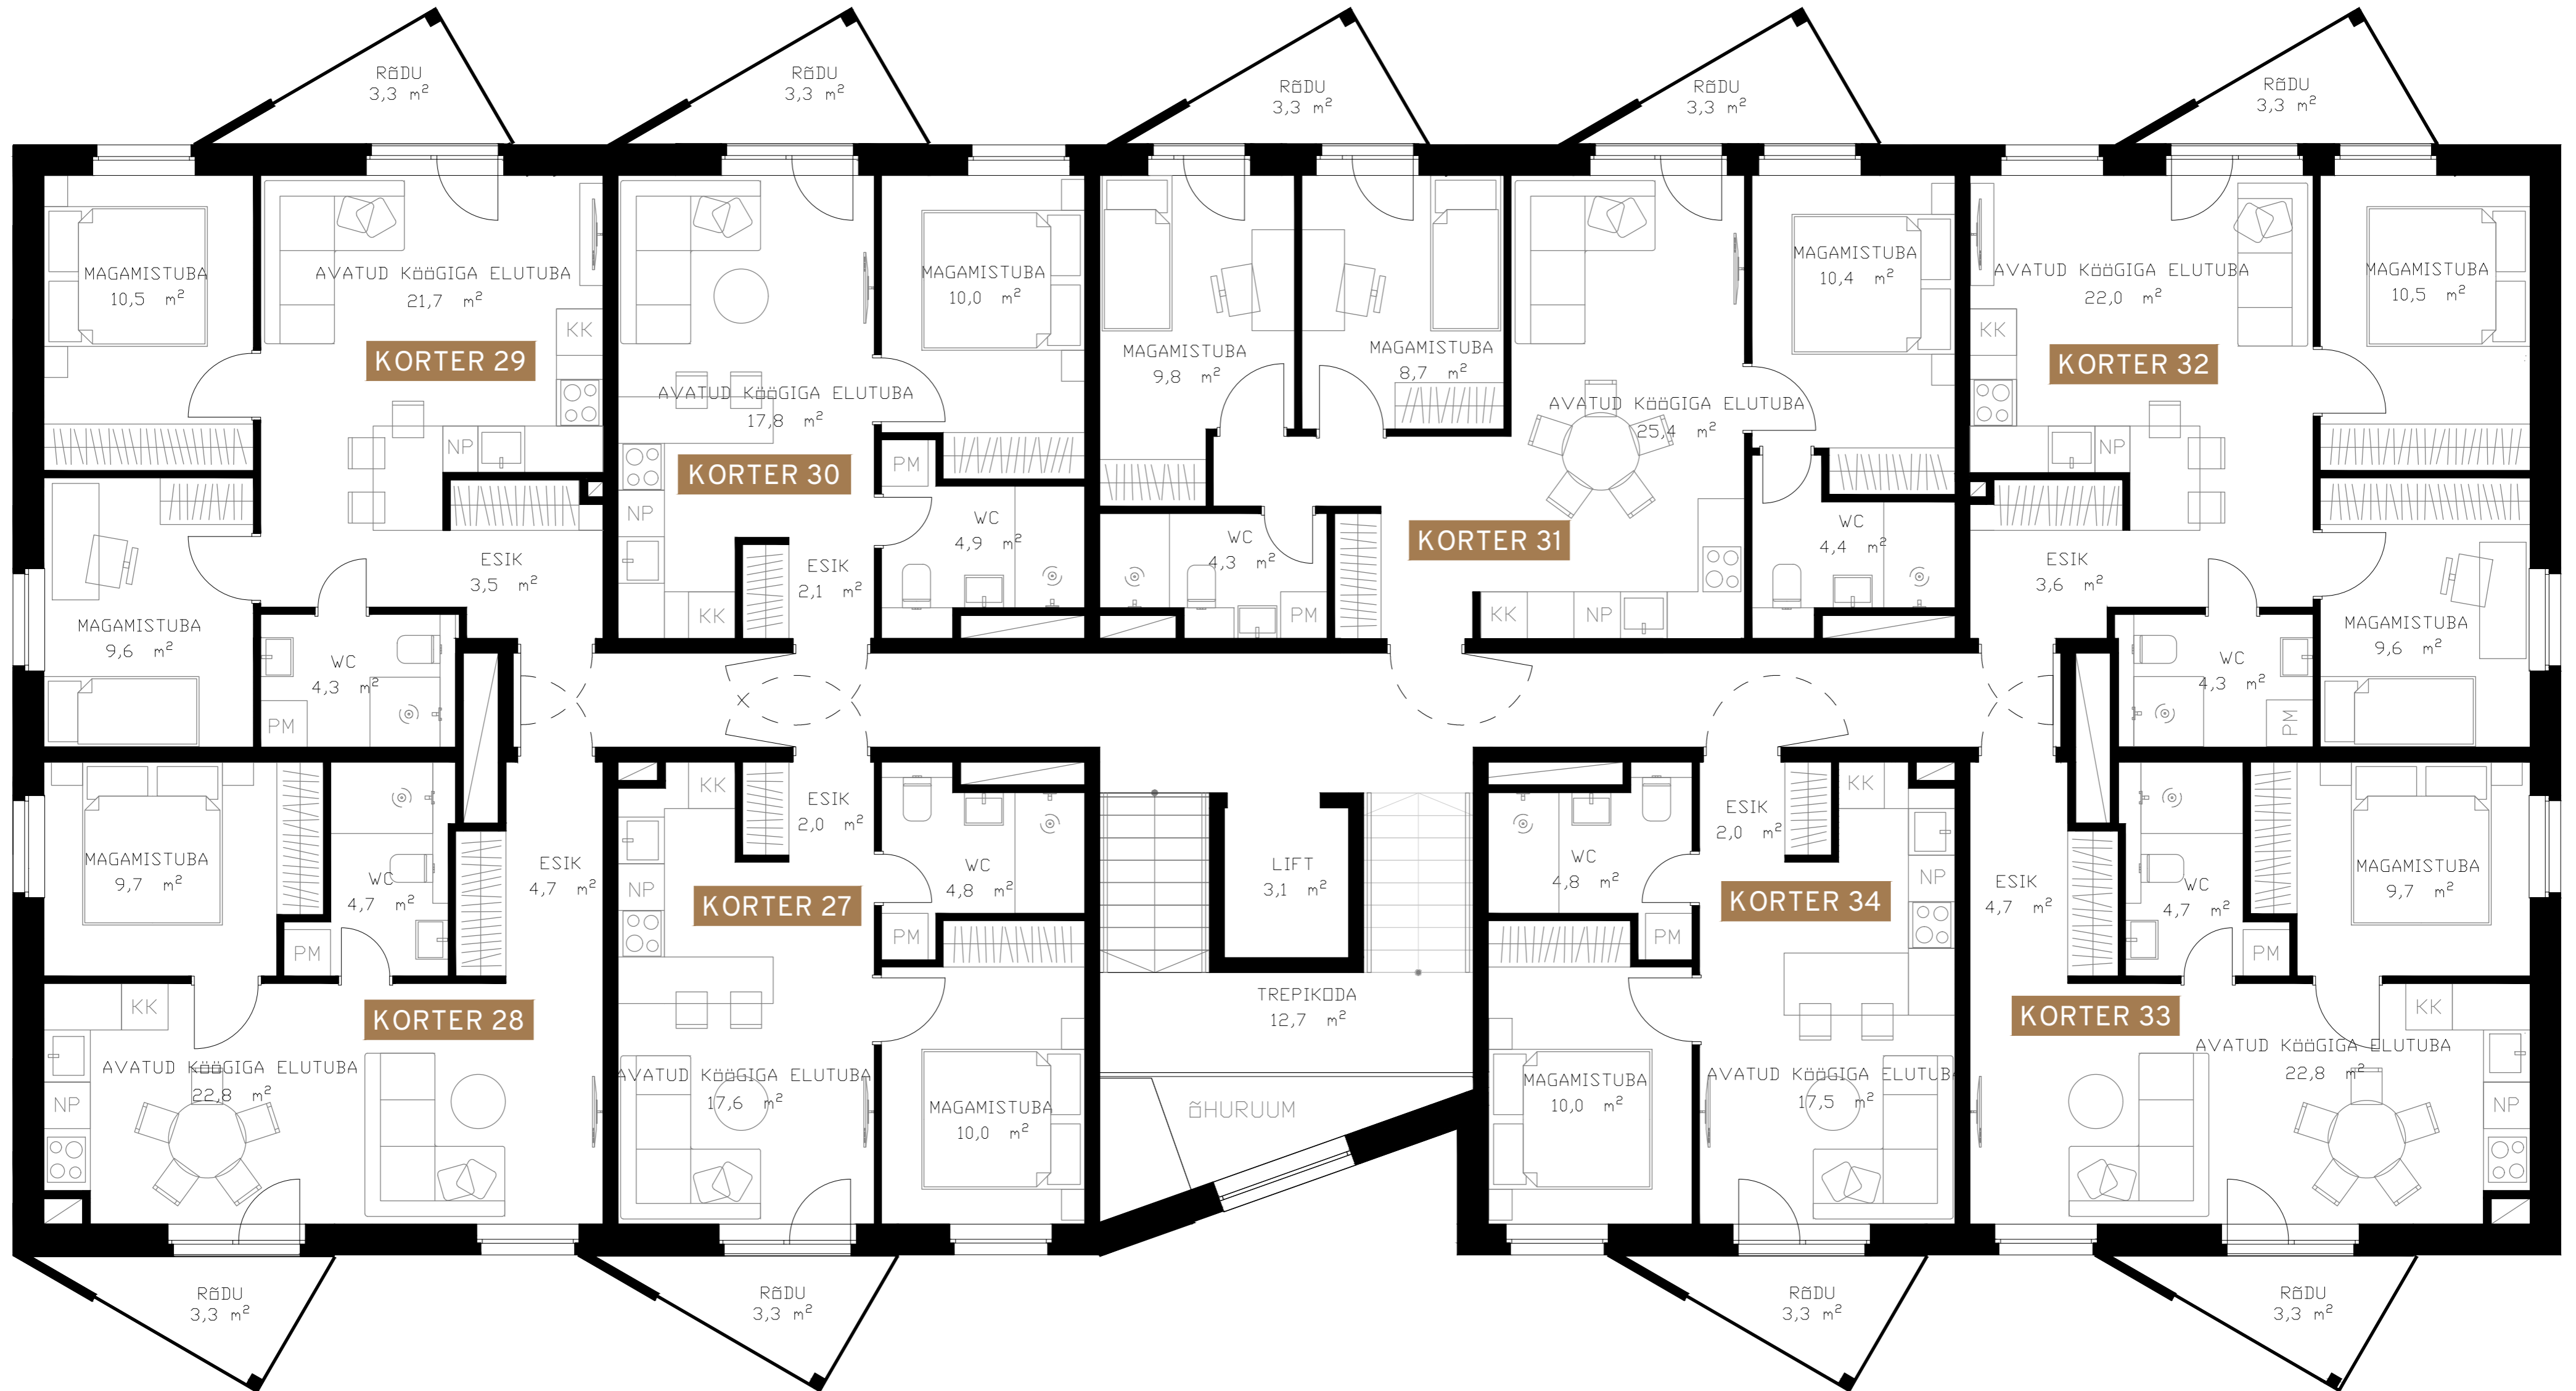 RõDU
3,3 m²
RõDU
3,3 m²
RõDU
3,3 m²
RõDU
3,3 m²
RõDU
3,3 m²
MAGAMISTUBA
10,5 m²
AVATUD KööGIGA ELUTUBA
21,7 m²
KK
KORTER 29
NP
ESIK
3,5 m²
MAGAMISTUBA
9,6 m²
WC
4,3 m²
PM
AVATUD KööGIGA ELUTUBA
17,8 m²
MAGAMISTUBA
10,0 m²
KORTER 30
PM
NP
KK
ESIK
2,1 m²
WC
4,9 m²
MAGAMISTUBA
9,8 m²
MAGAMISTUBA
8,7 m²
AVATUD KööGIGA ELUTUBA
25,4 m²
MAGAMISTUBA
10,4 m²
KORTER 31
WC
4,3 m²
PM
KK
NP
WC
4,4 m²
AVATUD KööGIGA ELUTUBA
22,0 m²
KK
KORTER 32
MAGAMISTUBA
10,5 m²
NP
ESIK
3,6 m²
MAGAMISTUBA
9,6 m²
WC
4,3 m²
PM
MAGAMISTUBA
9,7 m²
WC
4,7 m²
PM
ESIK
4,7 m²
KK
KORTER 28
AVATUD KööGIGA ELUTUBA
22,8 m²
NP
RõDU
3,3 m²
KK
ESIK
2,0 m²
NP
KORTER 27
WC
4,8 m²
PM
AVATUD KööGIGA ELUTUBA
17,6 m²
MAGAMISTUBA
10,0 m²
RõDU
3,3 m²
LIFT
3,1 m²
TREPIKODA
12,7 m²
õHURUUM
WC
4,8 m²
PM
ESIK
2,0 m²
KK
NP
KORTER 34
MAGAMISTUBA
10,0 m²
AVATUD KööGIGA ELUTUBA
17,5 m²
RõDU
3,3 m²
ESIK
4,7 m²
WC
4,7 m²
PM
MAGAMISTUBA
9,7 m²
KORTER 33
KK
AVATUD KööGIGA ELUTUBA
22,8 m²
NP
RõDU
3,3 m²